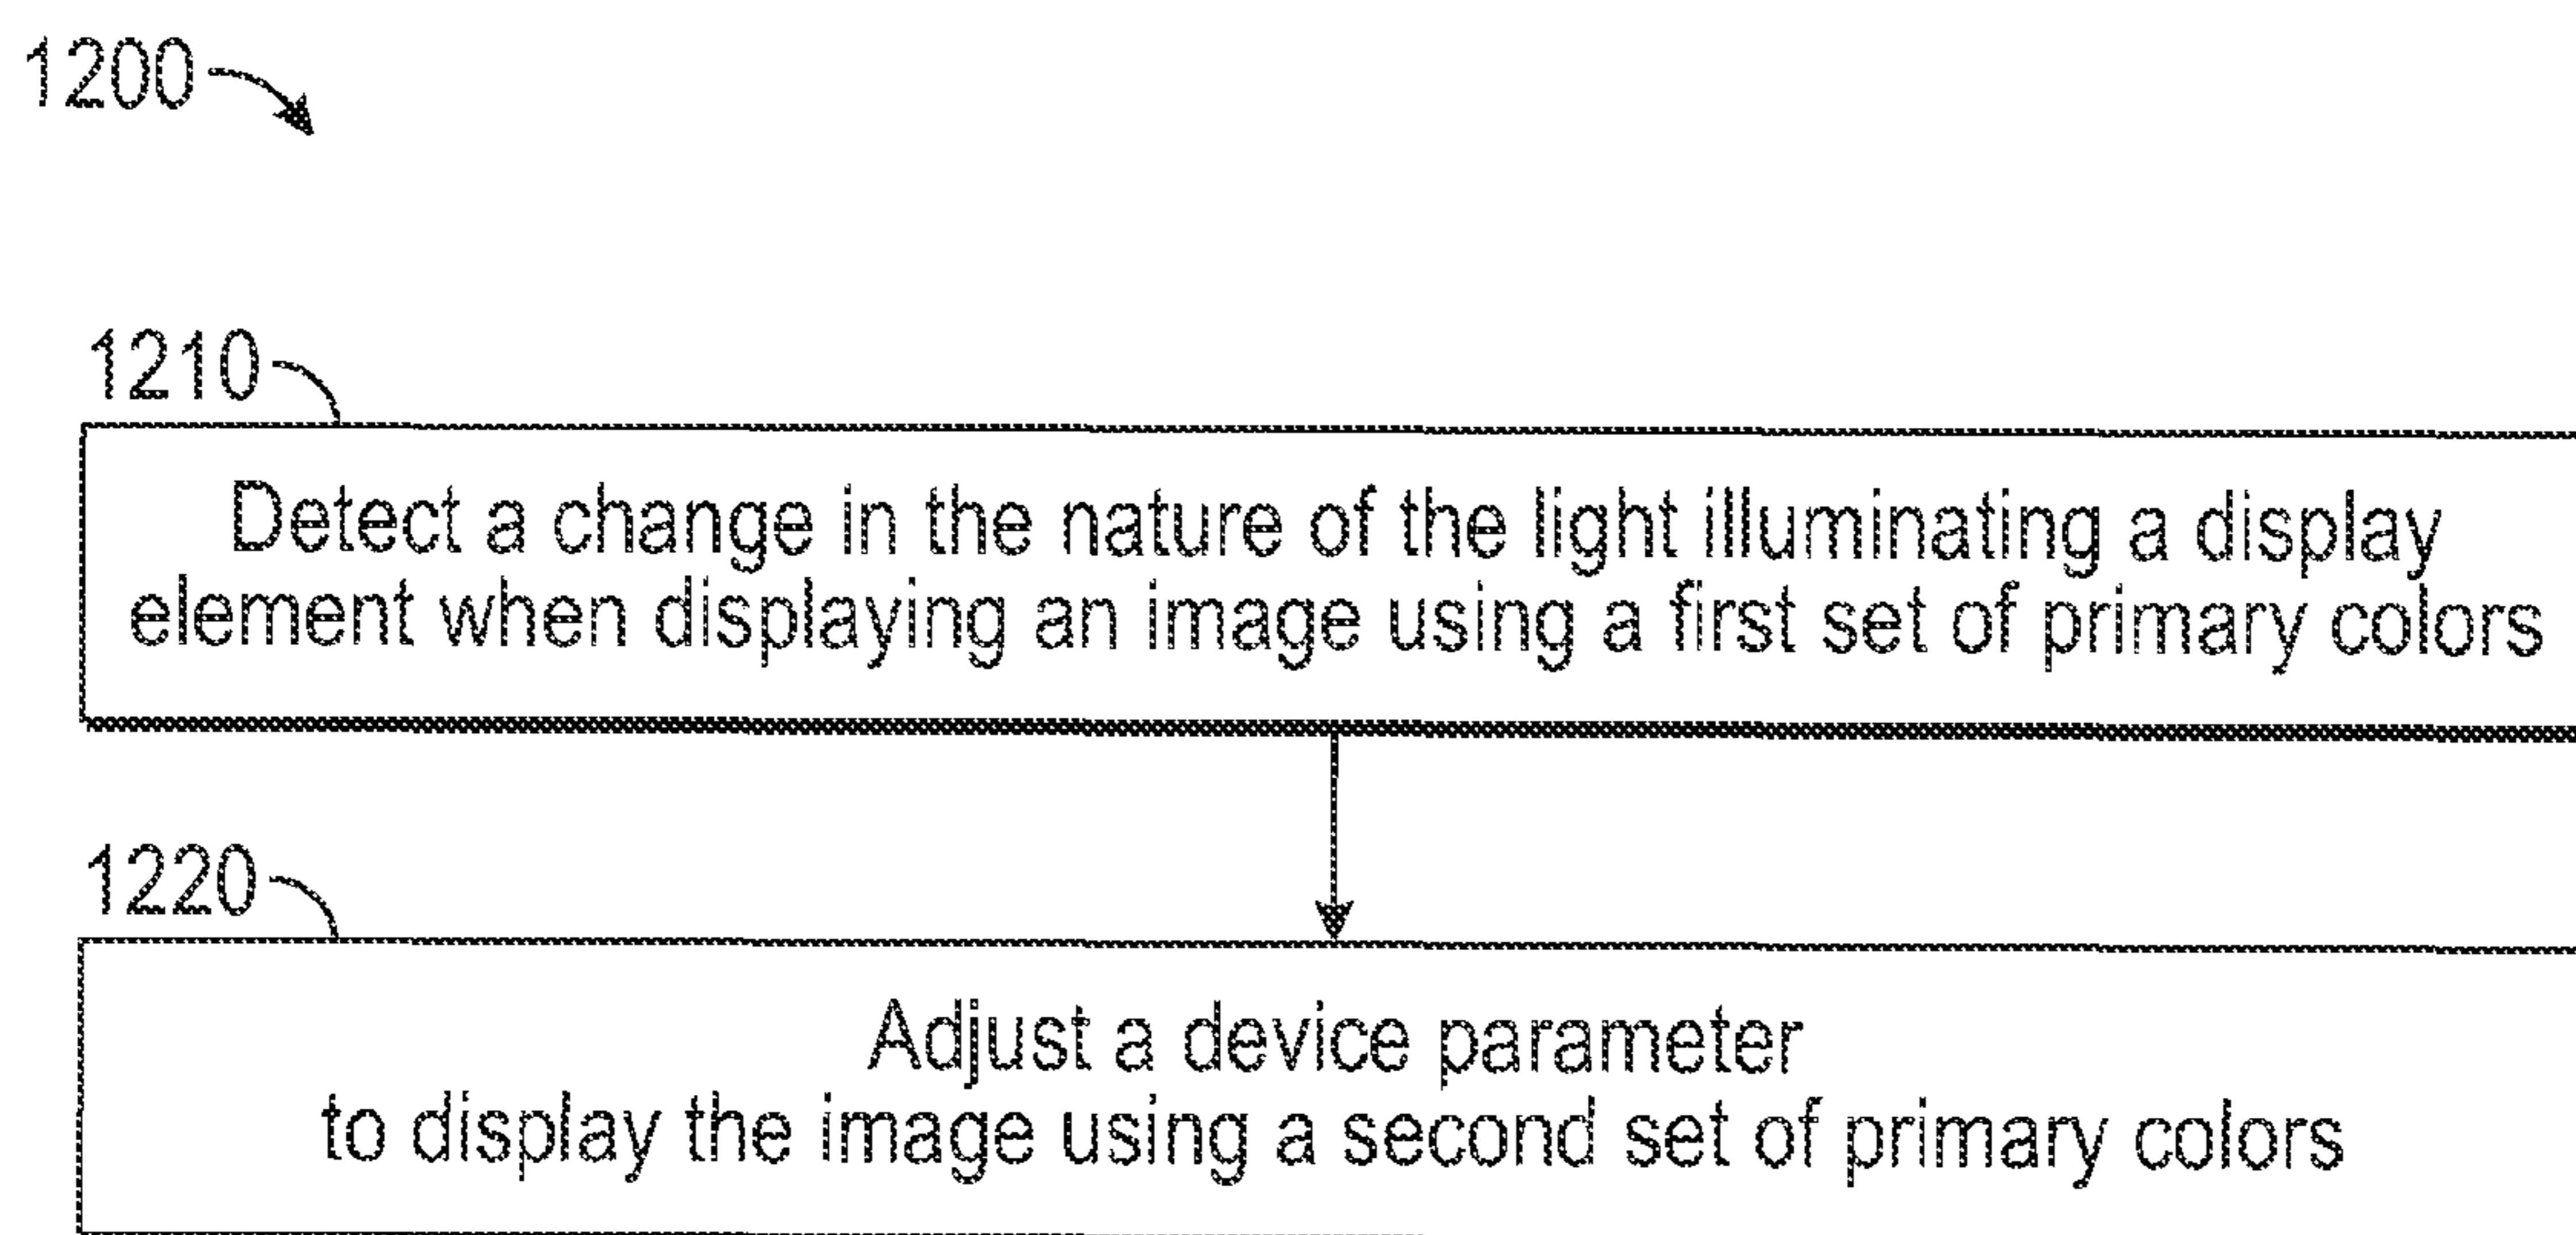 1200
1210
Detect a change in the nature of the light illuminating a display
element when displaying an image using a first set of primary colors
1220
Adjust a device parameter
to display the image using a second set of primary colors